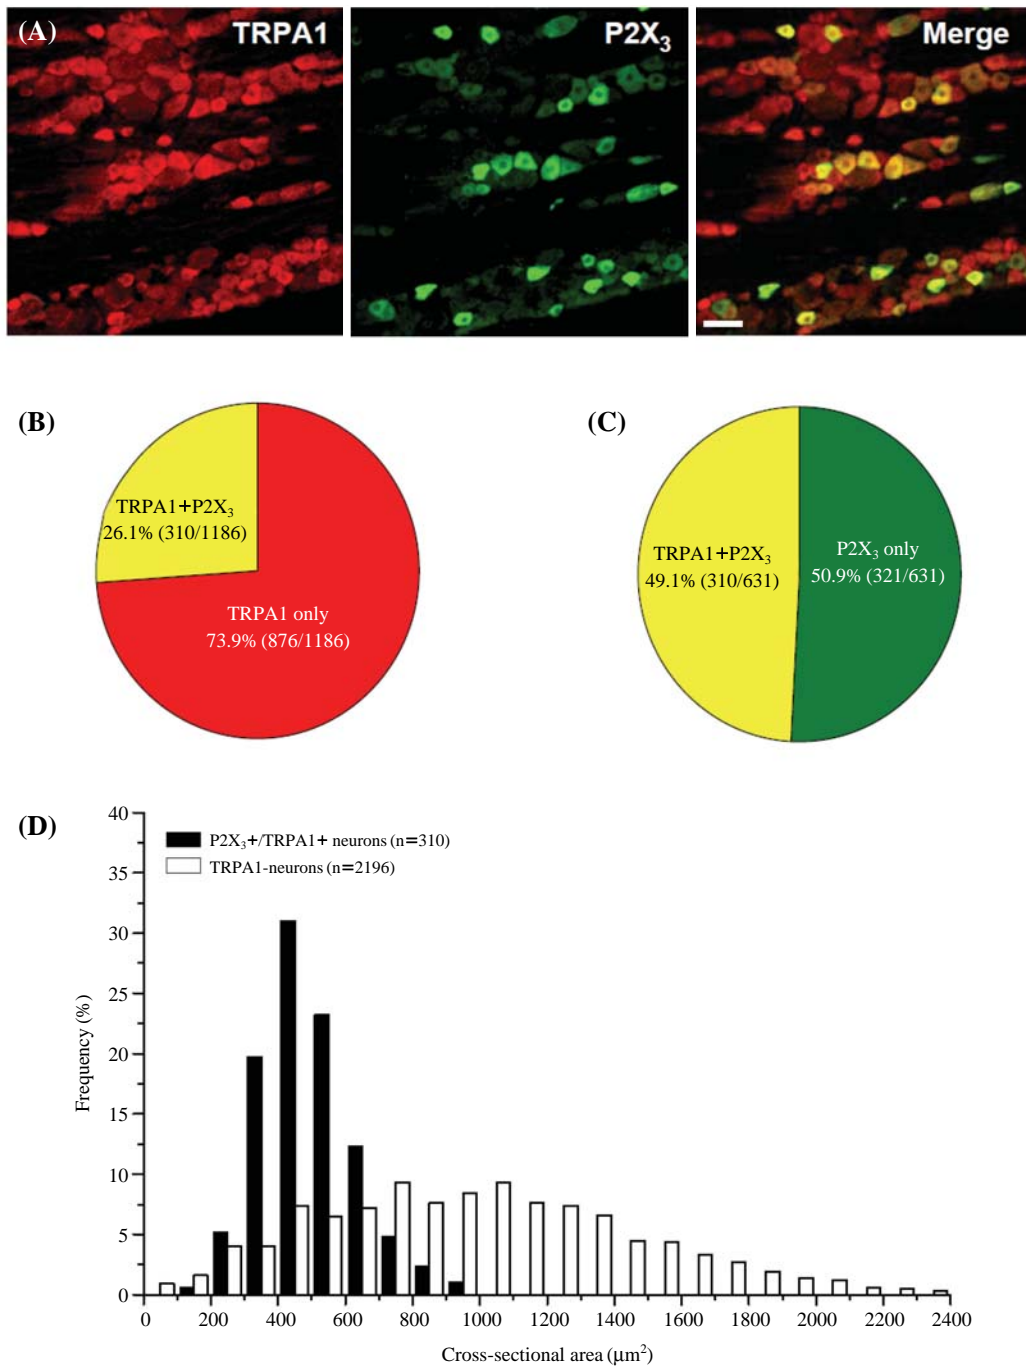 (A) TRPA1 P2X₃ Merge
(B)
TRPA1+P2X₃
26.1% (310/1186)
TRPA1 only
73.9% (876/1186)
(C)
TRPA1+P2X₃
49.1% (310/631)
P2X₃ only
50.9% (321/631)
(D)
P2X₃+/TRPA1+ neurons (n=310)
TRPA1-neurons (n=2196)
Frequency (%)
40
35
30
25
20
15
10
5
0
0 200 400 600 800 1000 1200 1400 1600 1800 2000 2200 2400
Cross-sectional area (μm²)